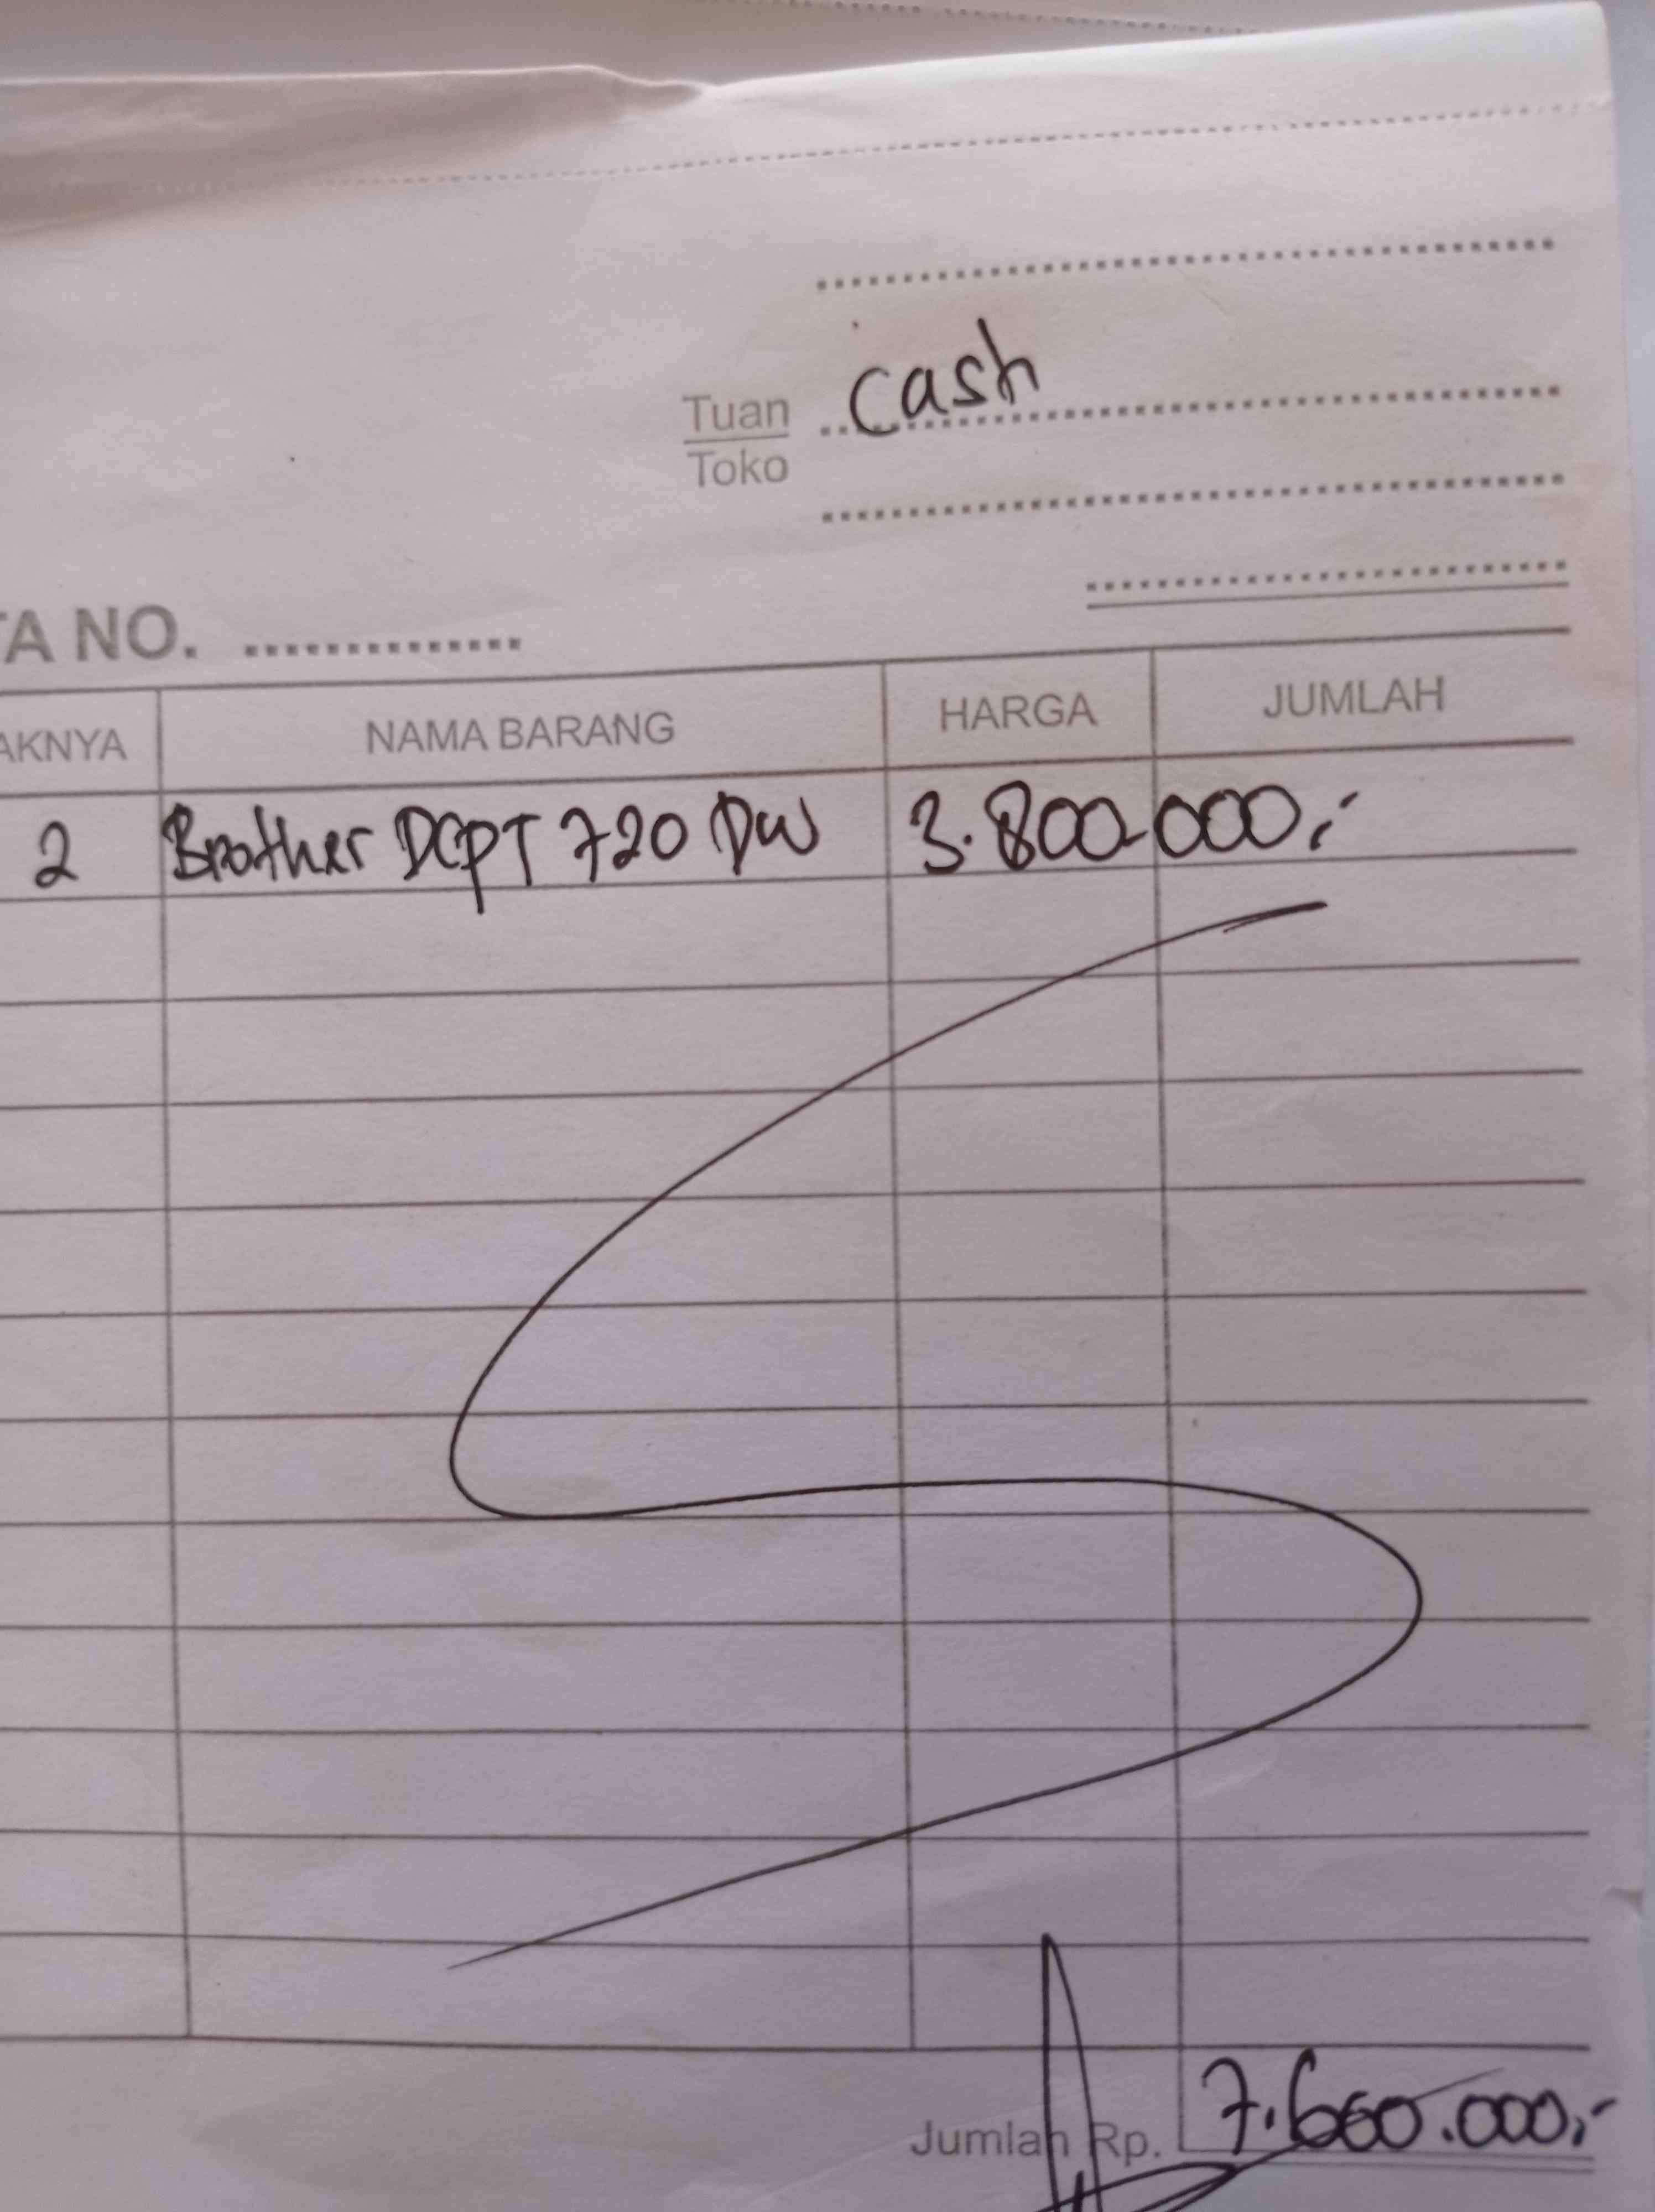 Cash
Tuan
Toko
TA NO. ..............
AKNYA NAMA BARANG HARGA JUMLAH
2 Brother DCPT 720 DW 3.800.000,-
Jumlah Rp. 7.600.000,-